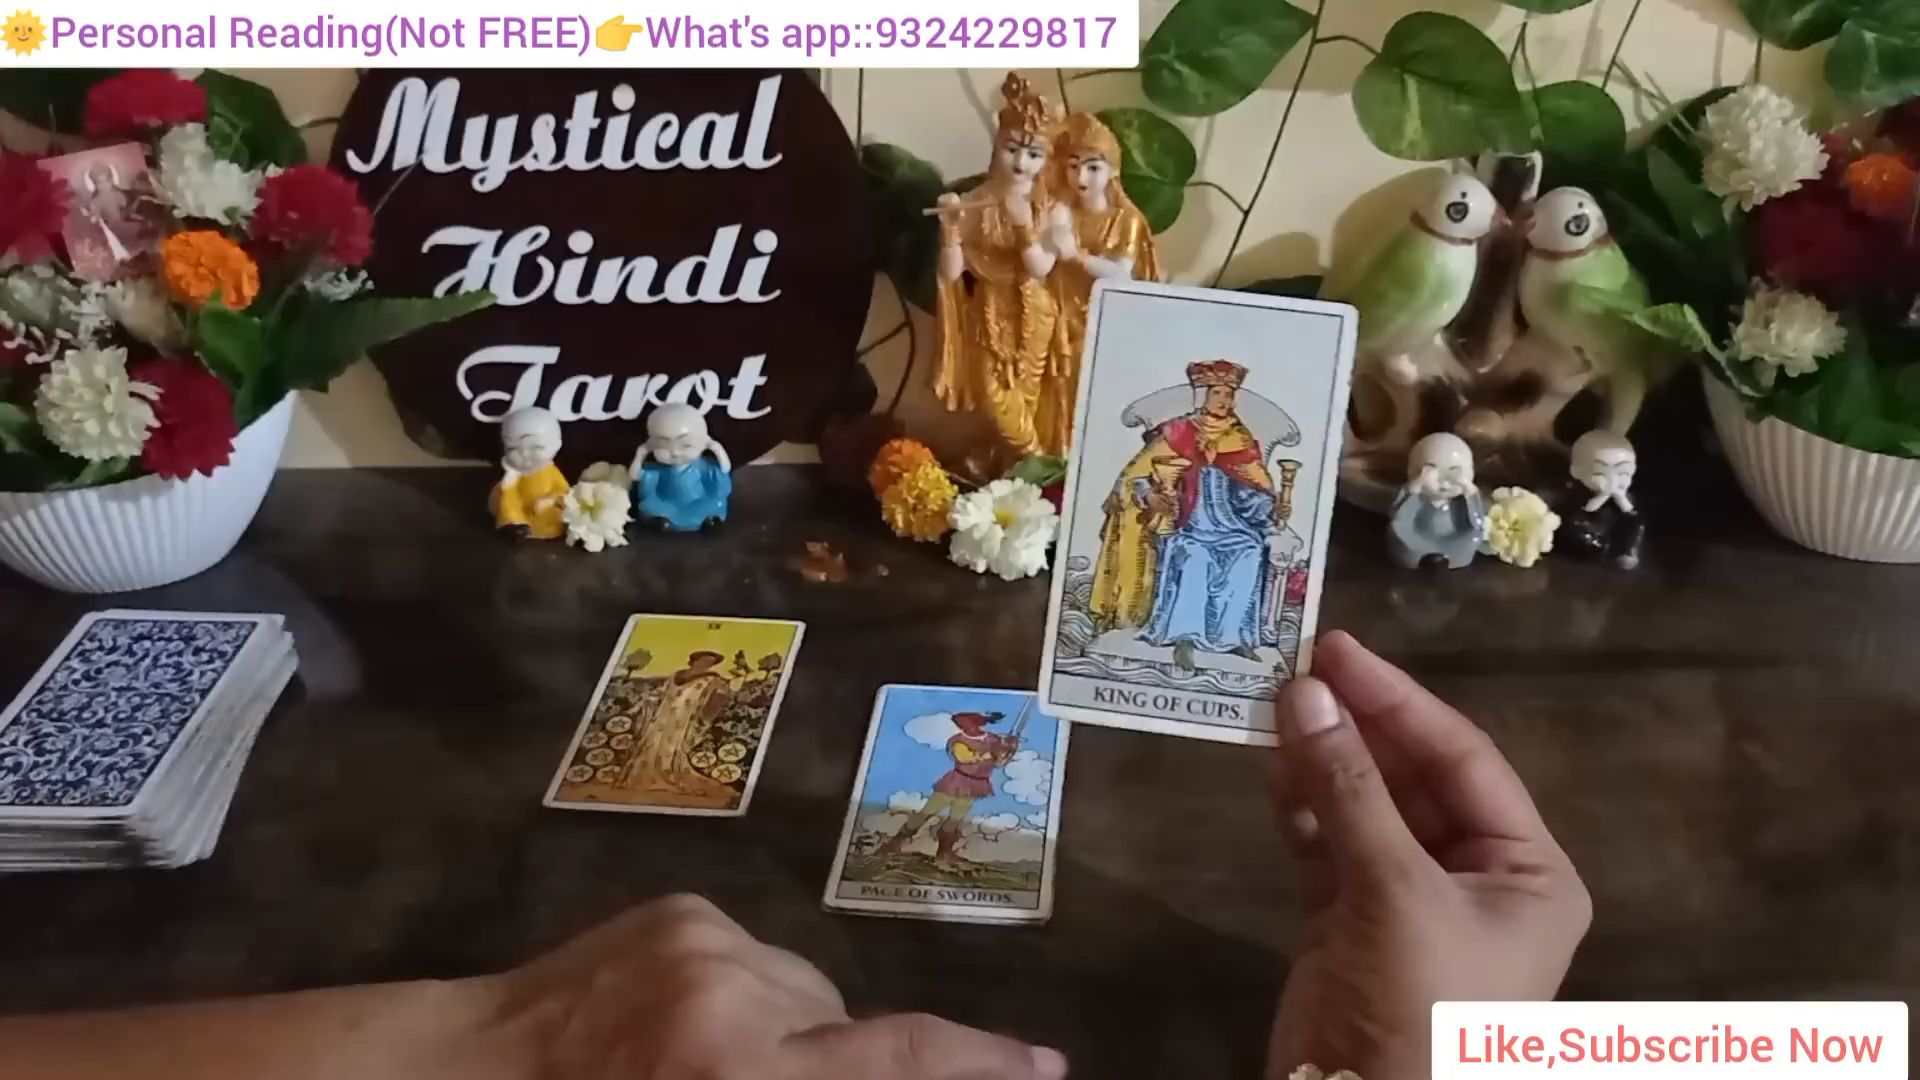 🌞Personal Reading(Not FREE)👉What's app::9324229817
Mystical
Hindi
Tarot
KING OF CUPS.
IX
PAGE OF SWORDS.
Like,Subscribe Now